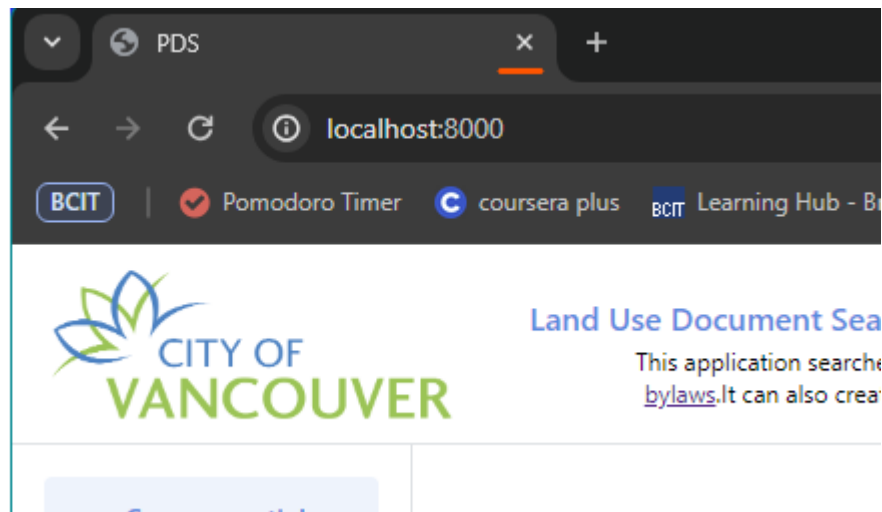 PDS
localhost:8000
BCIT Pomodoro Timer C coursera plus BCIT Learning Hub - B
CITY OF
VANCOUVER
Land Use Document Sea
This application searche
bylaws.It can also crea